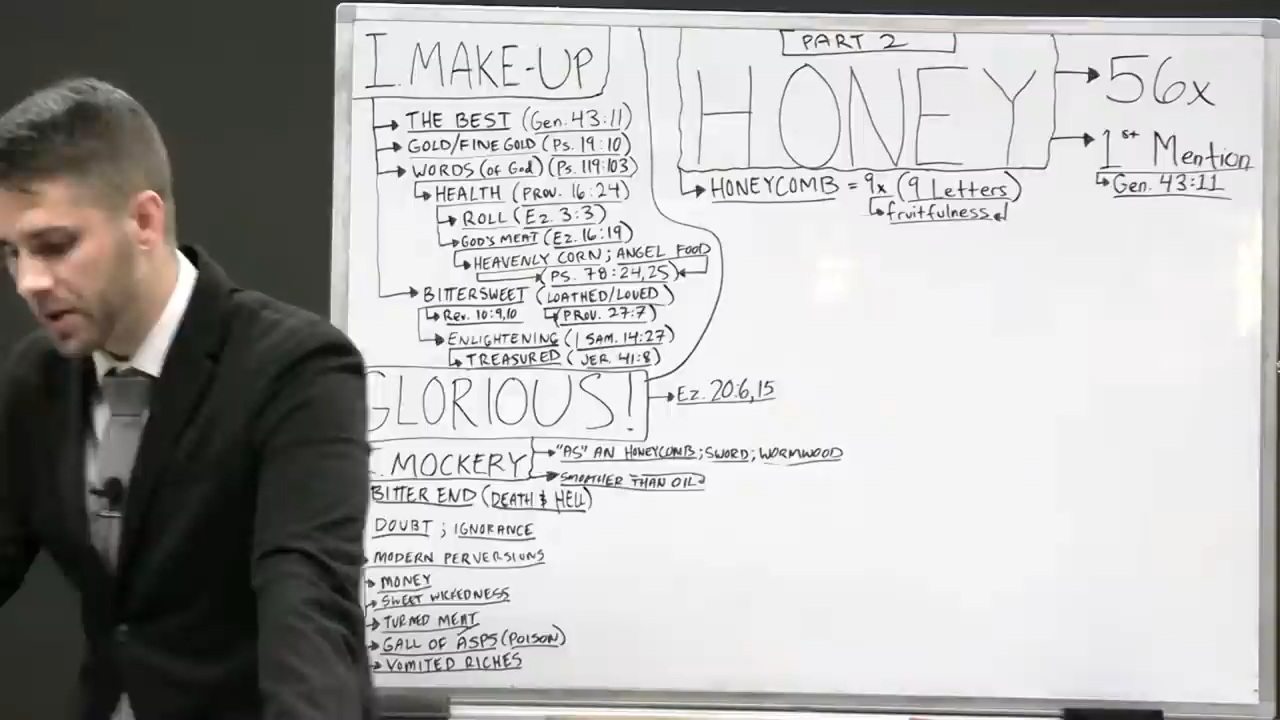 I. MAKE-UP
THE BEST (Gen. 43:11)
GOLD/FINE GOLD (Ps. 19:10)
WORDS (of God) (Ps. 119:103)
HEALTH (PROV. 16:24)
ROLL (Ez. 3:3)
GOD'S MEAT (Ez. 16:19)
HEAVENLY CORN; ANGEL FOOD
(PS. 78:24,25)
BITTERSWEET (LOATHED/LOVED)
Rev. 10:9,10 PROV. 27:7
ENLIGHTENING (1 SAM. 14:27)
TREASURED (JER. 41:8)
GLORIOUS!
Ez. 20:6,15
I. MOCKERY
"AS" AN HONEYCOMB; SWORD; WORMWOOD
SMOOTHER THAN OIL
BITTER END (DEATH & HELL)
DOUBT; IGNORANCE
MODERN PERVERSIONS
MONEY
SWEET WICKEDNESS
TURNED MEAT
GALL OF ASPS (POISON)
VOMITED RICHES
PART 2
HONEY
56x
1st Mention
Gen. 43:11
HONEYCOMB = 9x (9 Letters)
fruitfulness